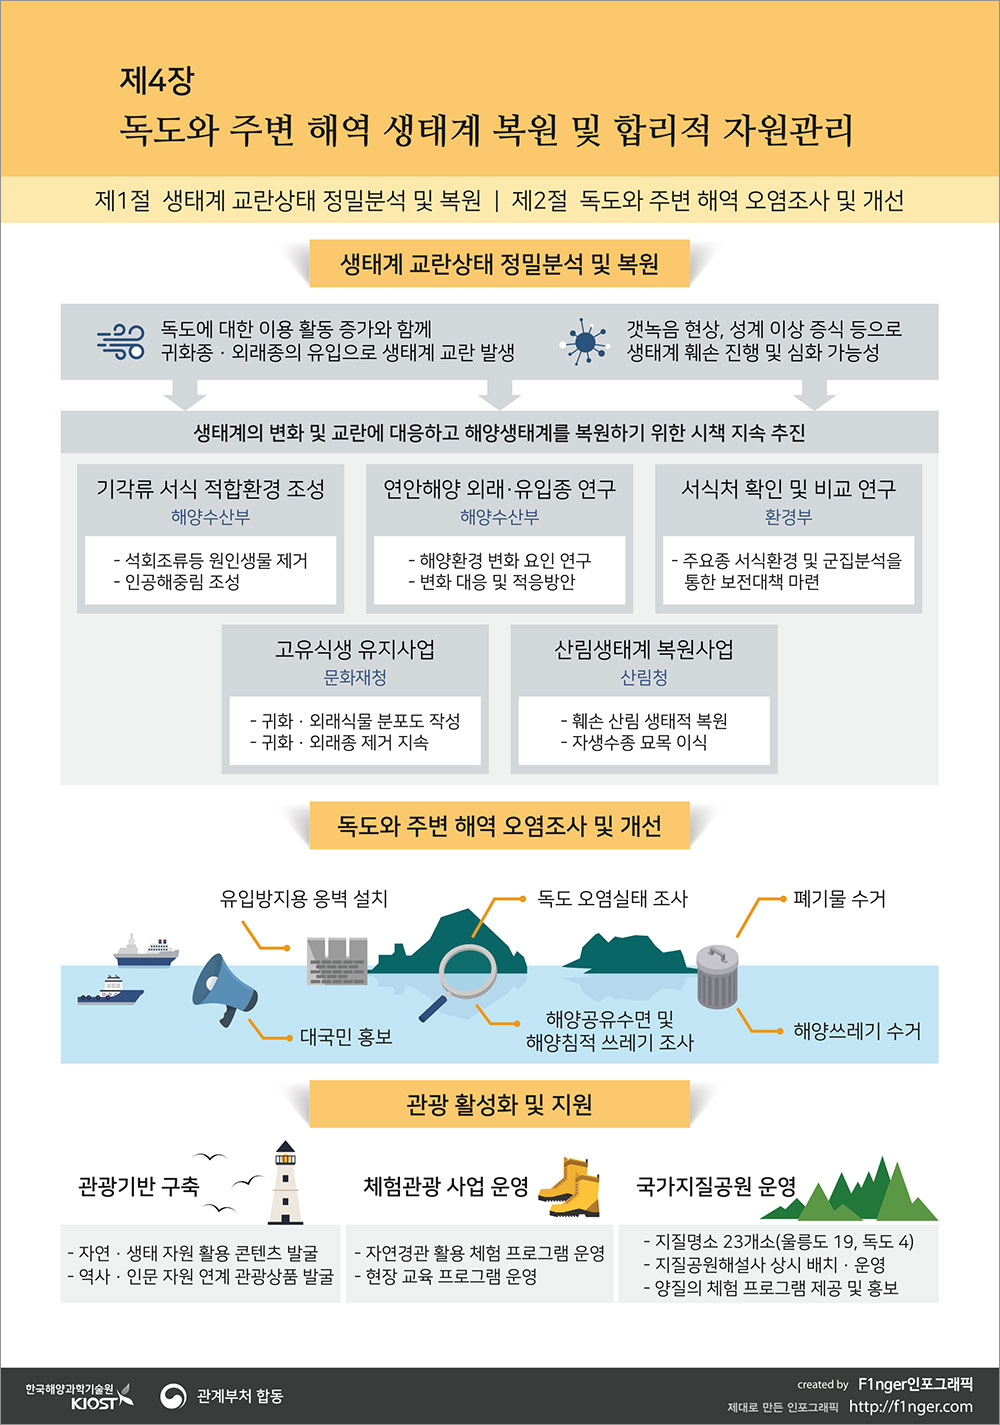 제4장
독도와 주변 해역 생태계 복원 및 합리적 자원관리
제1절 생태계 교란상태 정밀분석 및 복원 | 제2절 독도와 주변 해역 오염조사 및 개선
생태계 교란상태 정밀분석 및 복원
독도에 대한 이용 활동 증가와 함께
귀화종 · 외래종의 유입으로 생태계 교란 발생
갯녹음 현상, 성계 이상 증식 등으로
생태계 훼손 진행 및 심화 가능성
생태계의 변화 및 교란에 대응하고 해양생태계를 복원하기 위한 시책 지속 추진
기각류 서식 적합환경 조성
해양수산부
- 석회조류등 원인생물 제거
- 인공해중림 조성
연안해양 외래·유입종 연구
해양수산부
- 해양환경 변화 요인 연구
- 변화 대응 및 적응방안
서식처 확인 및 비교 연구
환경부
- 주요종 서식환경 및 군집분석을
통한 보전대책 마련
고유식생 유지사업
문화재청
- 귀화 · 외래식물 분포도 작성
- 귀화 · 외래종 제거 지속
산림생태계 복원사업
산림청
- 훼손 산림 생태적 복원
- 자생수종 묘목 이식
독도와 주변 해역 오염조사 및 개선
유입방지용 옹벽 설치
독도 오염실태 조사
폐기물 수거
대국민 홍보
해양공유수면 및
해양침적 쓰레기 조사
해양쓰레기 수거
관광 활성화 및 지원
관광기반 구축
- 자연 · 생태 자원 활용 콘텐츠 발굴
- 역사 · 인문 자원 연계 관광상품 발굴
체험관광 사업 운영
- 자연경관 활용 체험 프로그램 운영
- 현장 교육 프로그램 운영
국가지질공원 운영
- 지질명소 23개소(울릉도 19, 독도 4)
- 지질공원해설사 상시 배치 · 운영
- 양질의 체험 프로그램 제공 및 홍보
한국해양과학기술원
KIOST
관계부처 합동
created by F1nger인포그래픽
제대로 만든 인포그래픽 http://f1nger.com